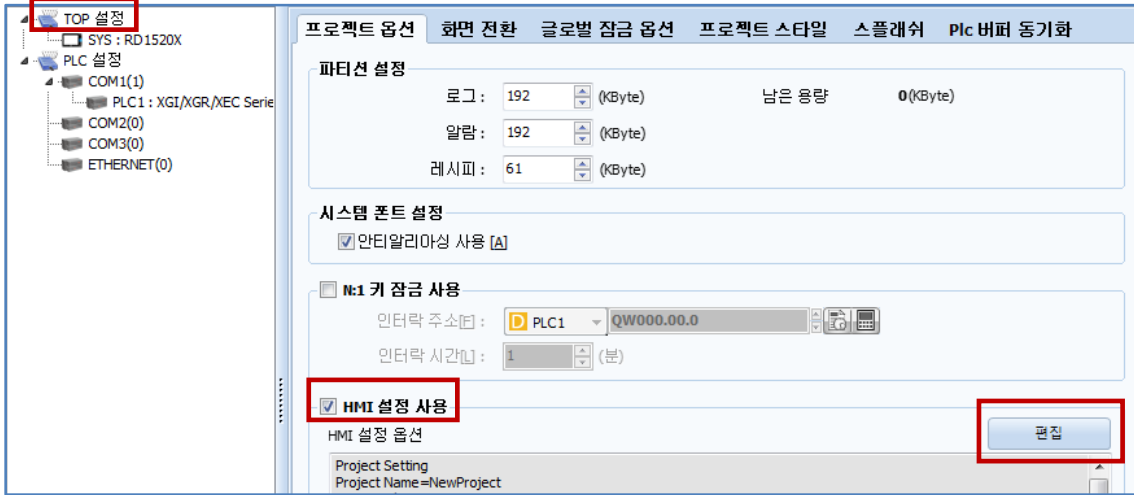 TOP 설정
SYS : RD1520X
PLC 설정
COM1(1)
PLC1 : XGI/XGR/XEC Serie
COM2(0)
COM3(0)
ETHERNET(0)
프로젝트 옵션 화면 전환 글로벌 잠금 옵션 프로젝트 스타일 스플래쉬 Plc 버퍼 동기화
파티션 설정
로그 : 192 (KByte) 남은 용량 0(KByte)
알람 : 192 (KByte)
레시피 : 61 (KByte)
시스템 폰트 설정
안티알리아싱 사용 [A]
N:1 키 잠금 사용
인터락 주소[F] : D PLC1 QW000.00.0
인터락 시간[L] : 1 (분)
HMI 설정 사용
HMI 설정 옵션 편집
Project Setting
Project Name=NewProject